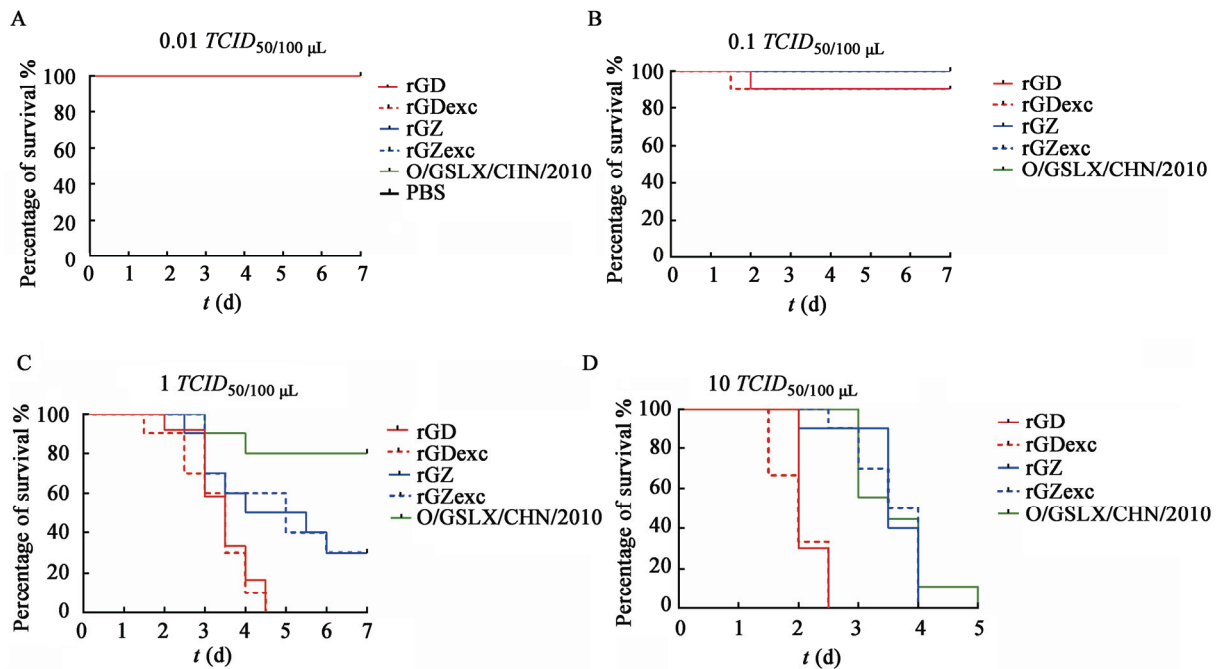 A
0.01 TCID50/100 μL
Percentage of survival %
100
80
60
40
20
0
0 1 2 3 4 5 6 7
t (d)
rGD
rGDexc
rGZ
rGZexc
O/GSLX/CHN/2010
PBS
B
0.1 TCID50/100 μL
Percentage of survival %
100
80
60
40
20
0
0 1 2 3 4 5 6 7
t (d)
rGD
rGDexc
rGZ
rGZexc
O/GSLX/CHN/2010
C
1 TCID50/100 μL
Percentage of survival %
100
80
60
40
20
0
0 1 2 3 4 5 6 7
t (d)
rGD
rGDexc
rGZ
rGZexc
O/GSLX/CHN/2010
D
10 TCID50/100 μL
Percentage of survival %
100
80
60
40
20
0
0 1 2 3 4 5
t (d)
rGD
rGDexc
rGZ
rGZexc
O/GSLX/CHN/2010